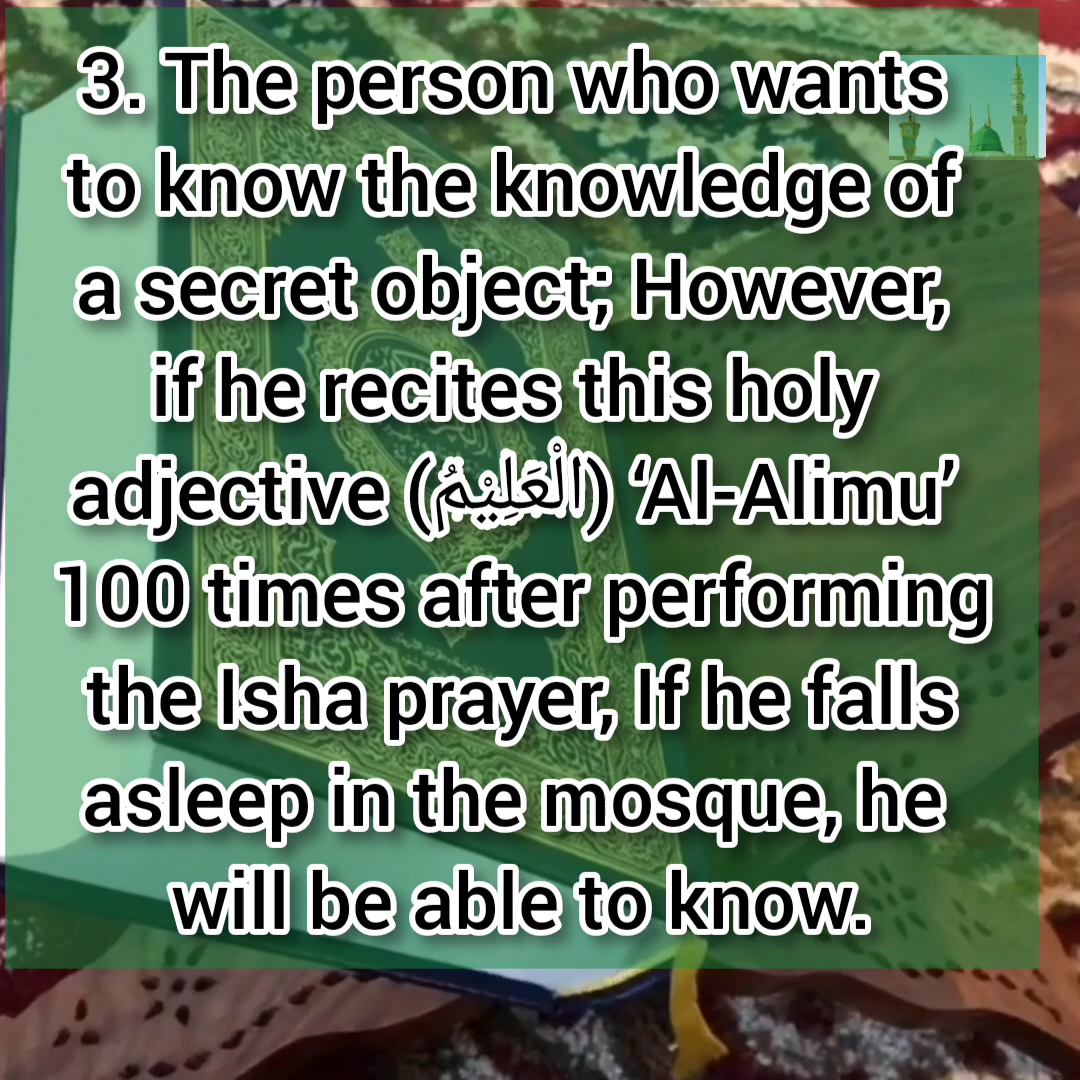 3. The person who wants
to know the knowledge of
a secret object; However,
if he recites this holy
adjective (الْعَلِيْمُ) ‘Al-Alimu’
100 times after performing
the Isha prayer, If he falls
asleep in the mosque, he
will be able to know.